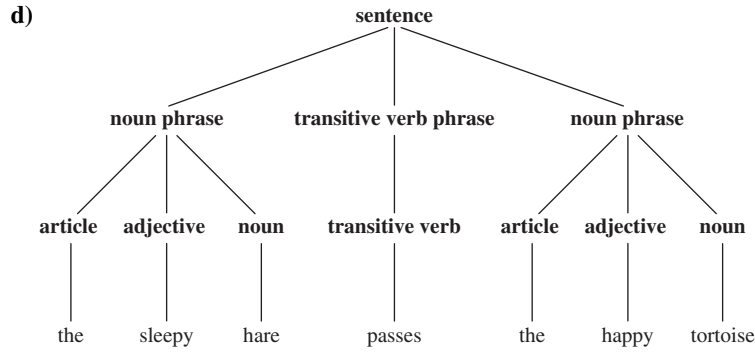 d)
sentence
noun phrase transitive verb phrase noun phrase
article adjective noun transitive verb article adjective noun
the sleepy hare passes the happy tortoise